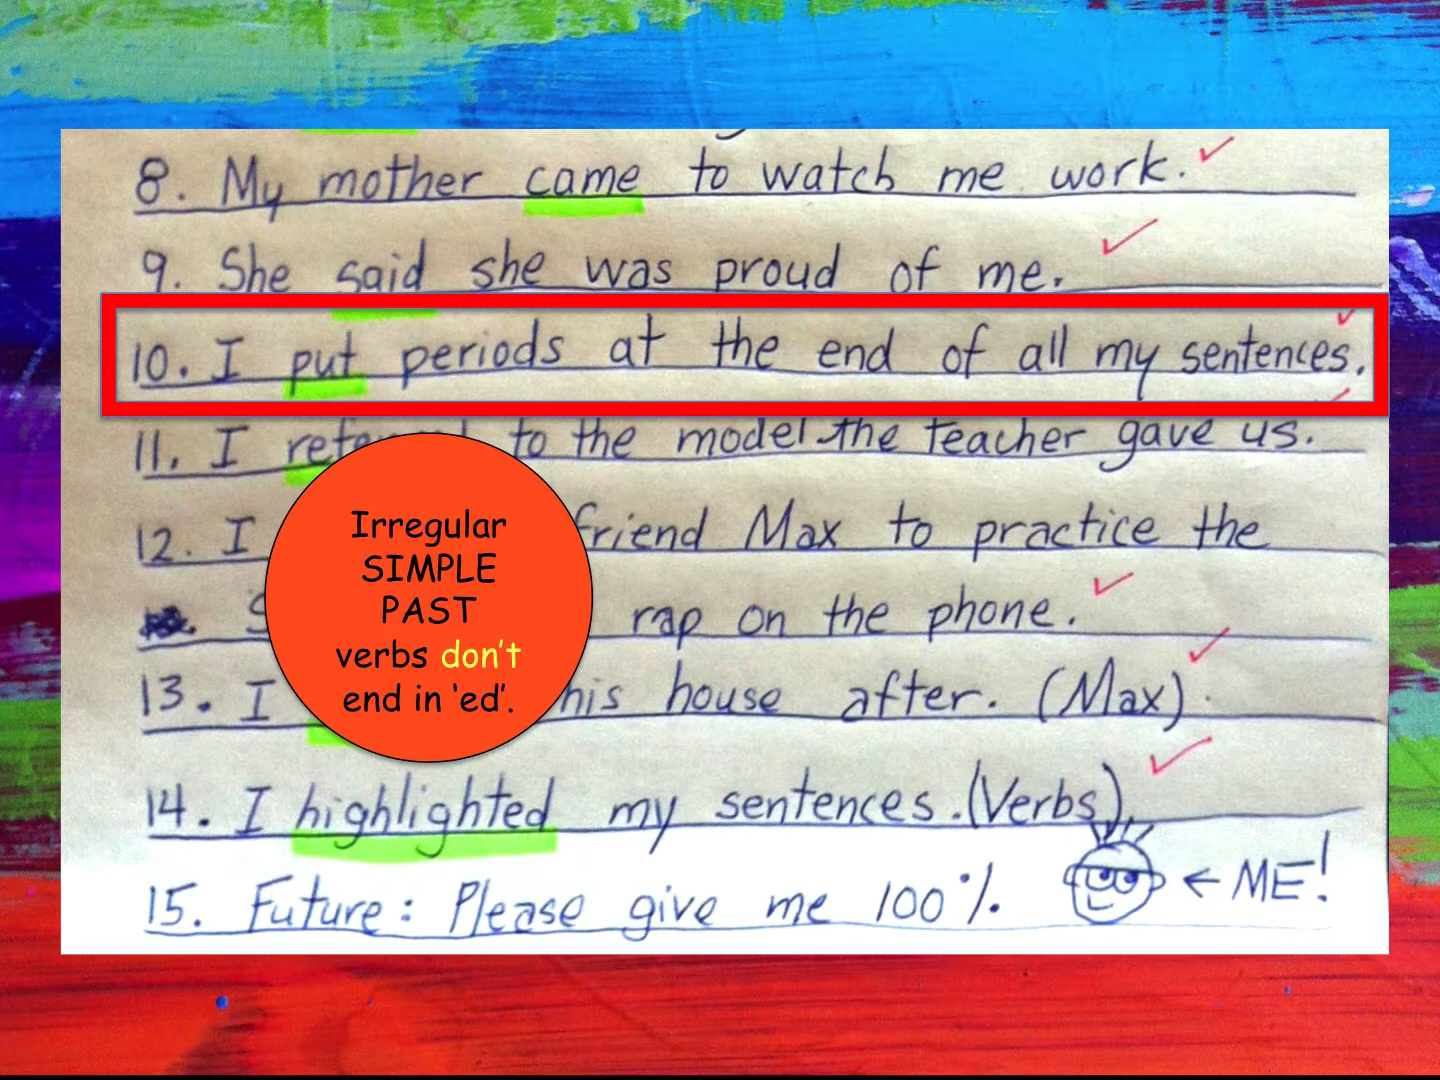 8. My mother came to watch me work.
9. She said she was proud of me.
10. I put periods at the end of all my sentences.
11. I to the model the teacher gave us.
12. I friend Max to practice the
rap on the phone.
13. I his house after. (Max).
14. I highlighted my sentences. (Verbs)
15. Future: Please give me 100%. ← ME!
Irregular
SIMPLE
PAST
verbs don't
end in 'ed'.